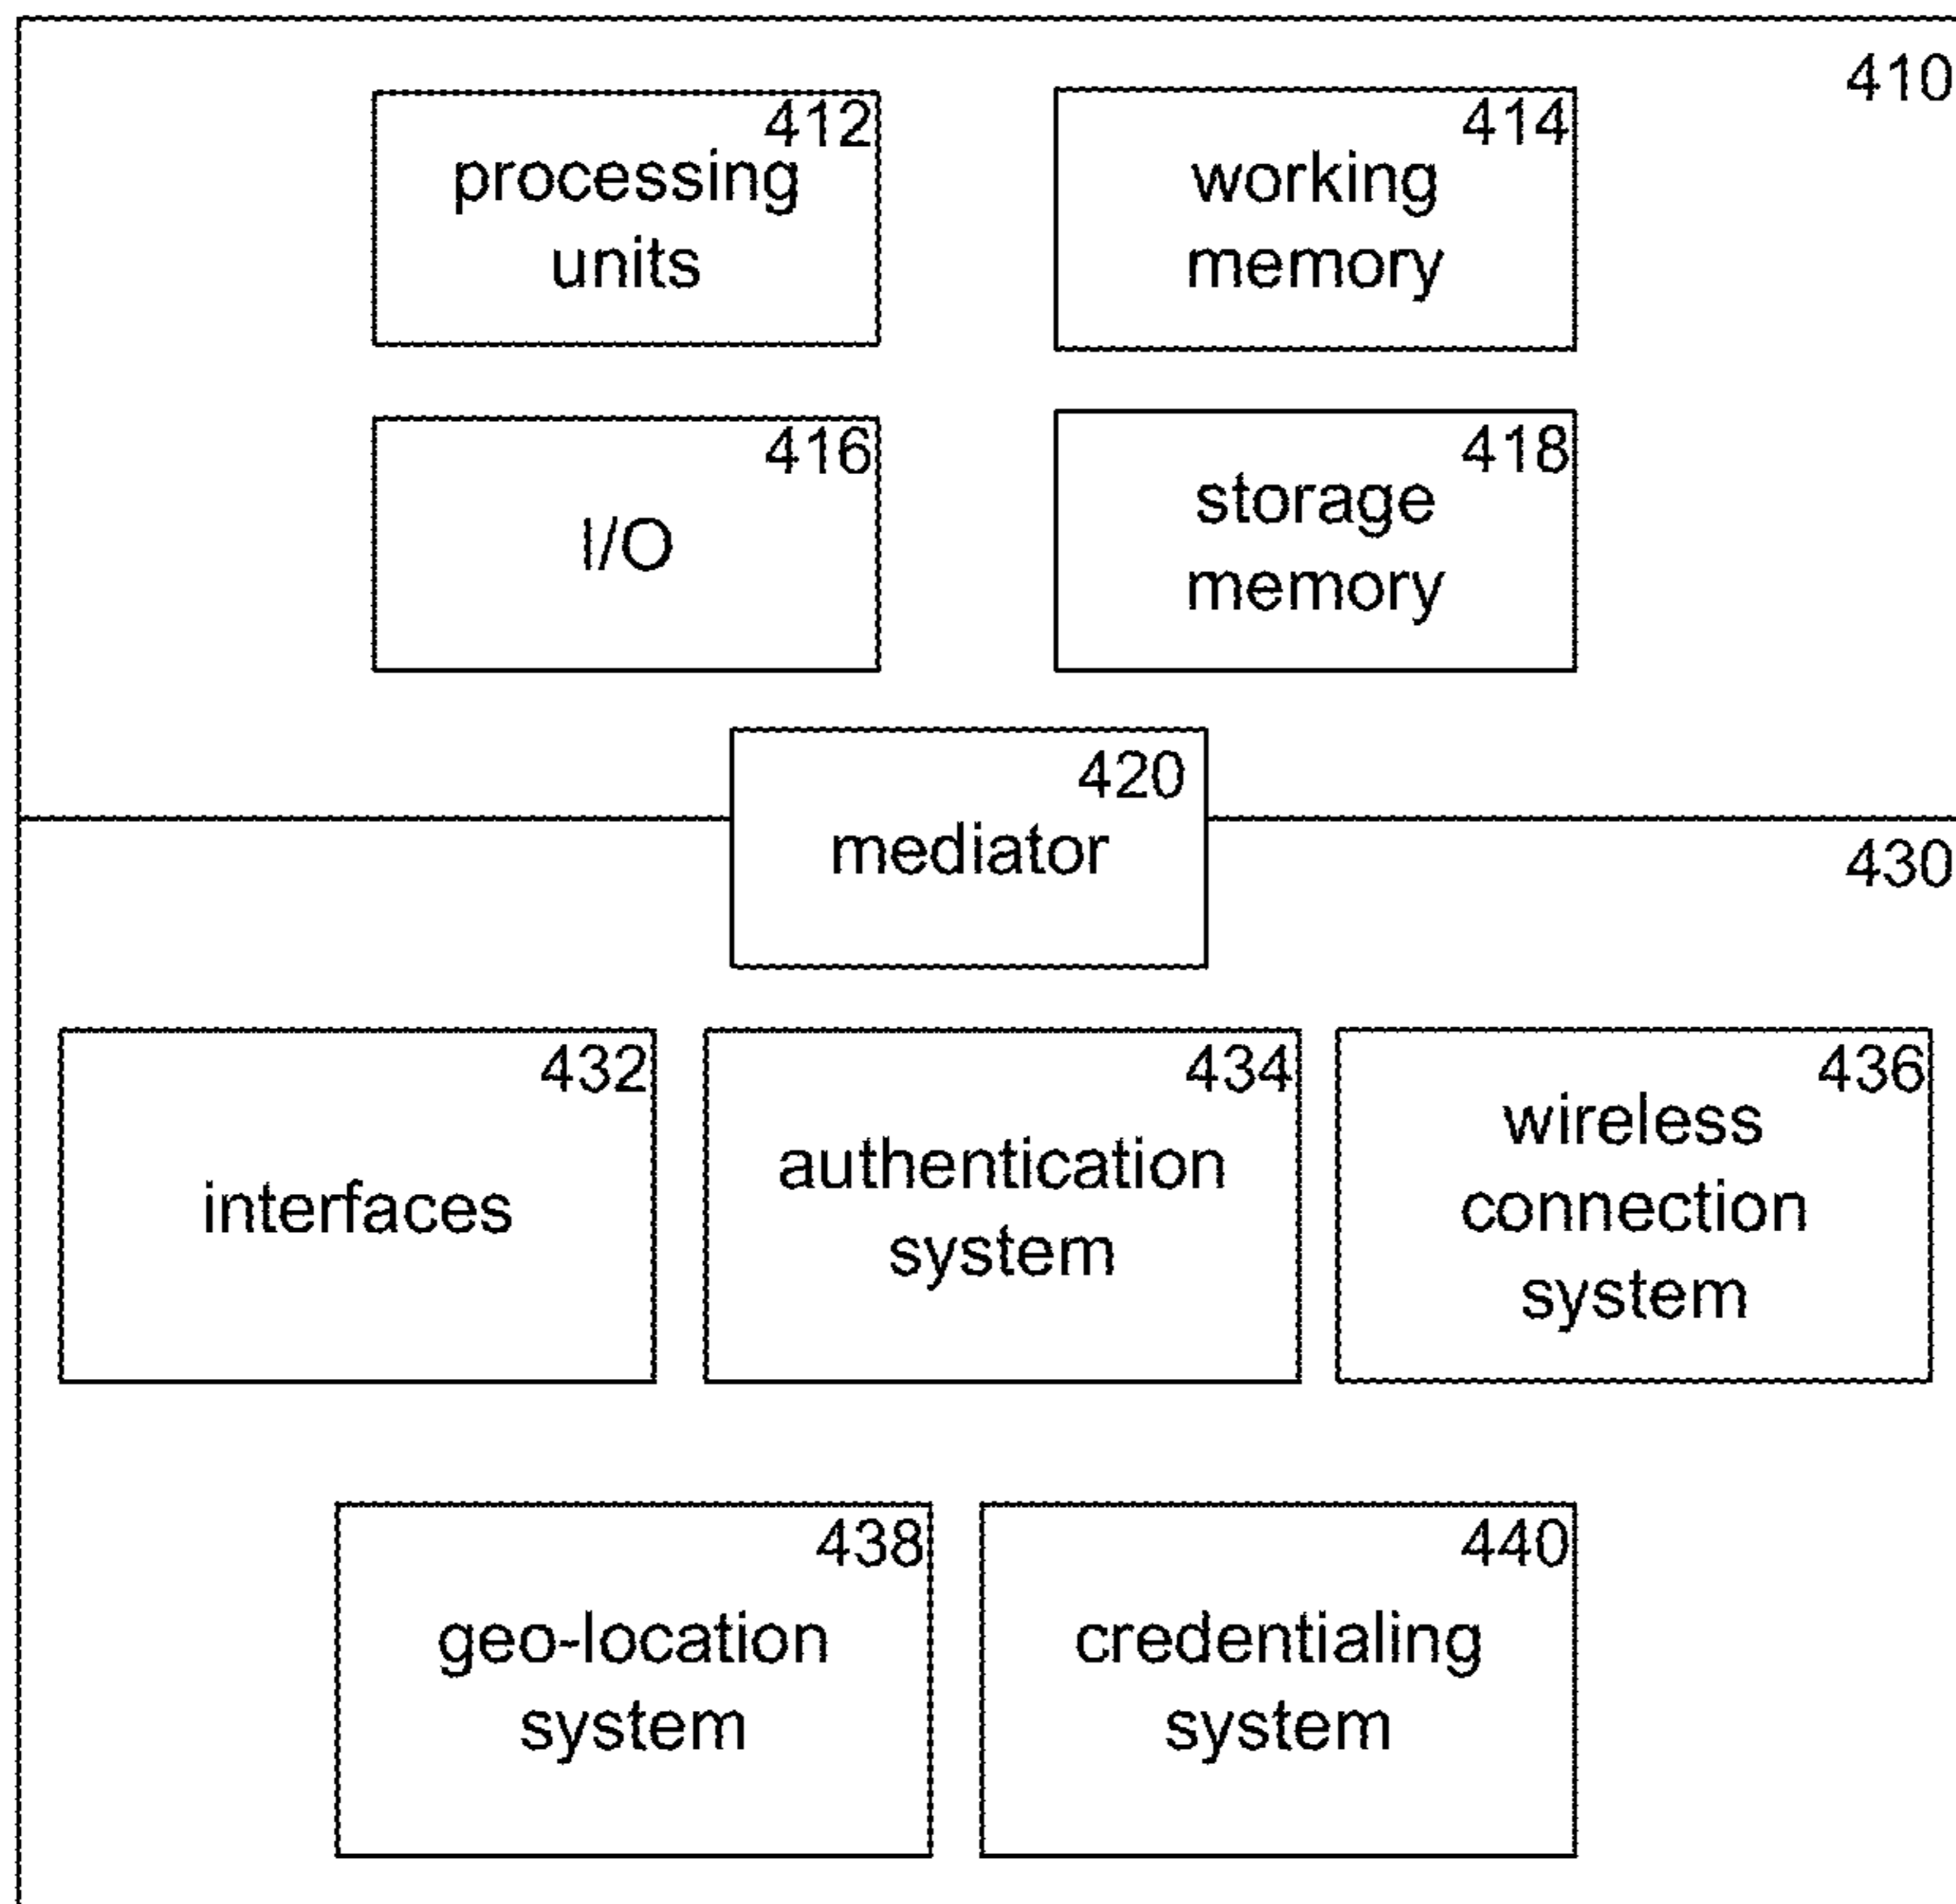 410
412
processing
units
414
working
memory
416
I/O
418
storage
memory
420
mediator
430
432
interfaces
434
authentication
system
436
wireless
connection
system
438
geo-location
system
440
credentialing
system